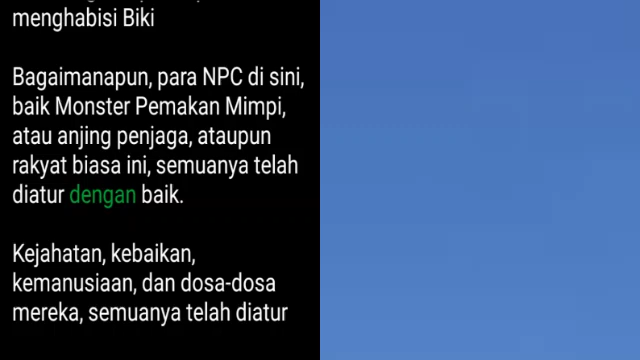 menghabisi Biki
Bagaimanapun, para NPC di sini,
baik Monster Pemakan Mimpi,
atau anjing penjaga, ataupun
rakyat biasa ini, semuanya telah
diatur dengan baik.
Kejahatan, kebaikan,
kemanusiaan, dan dosa-dosa
mereka, semuanya telah diatur